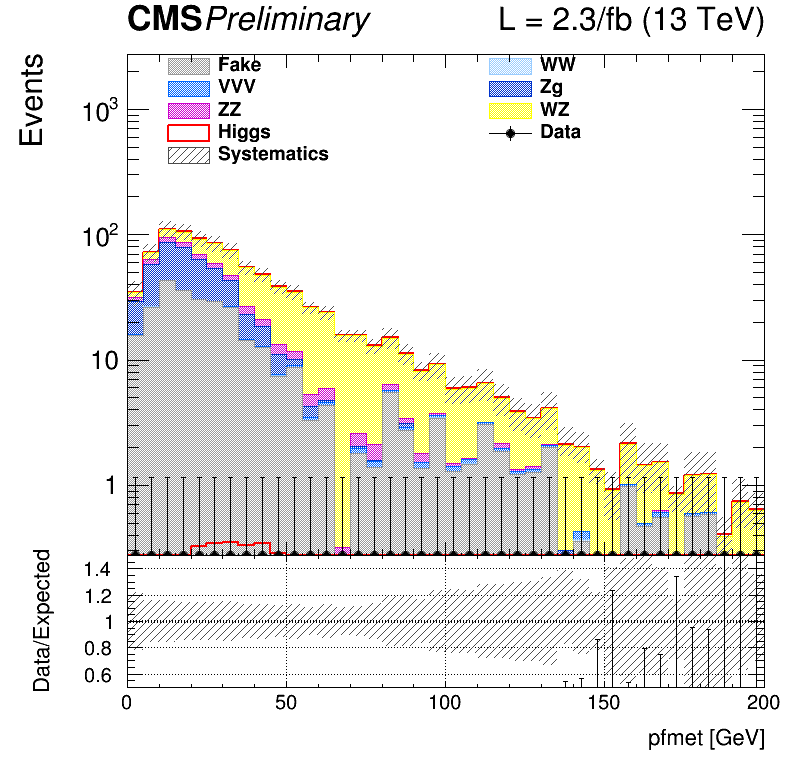 CMS Preliminary L = 2.3/fb (13 TeV)
Events
Fake WW
VVV Zg
ZZ WZ
Higgs Data
Systematics
10³
10²
10
1
Data/Expected
1.4
1.2
1
0.8
0.6
0 50 100 150 200
pfmet [GeV]